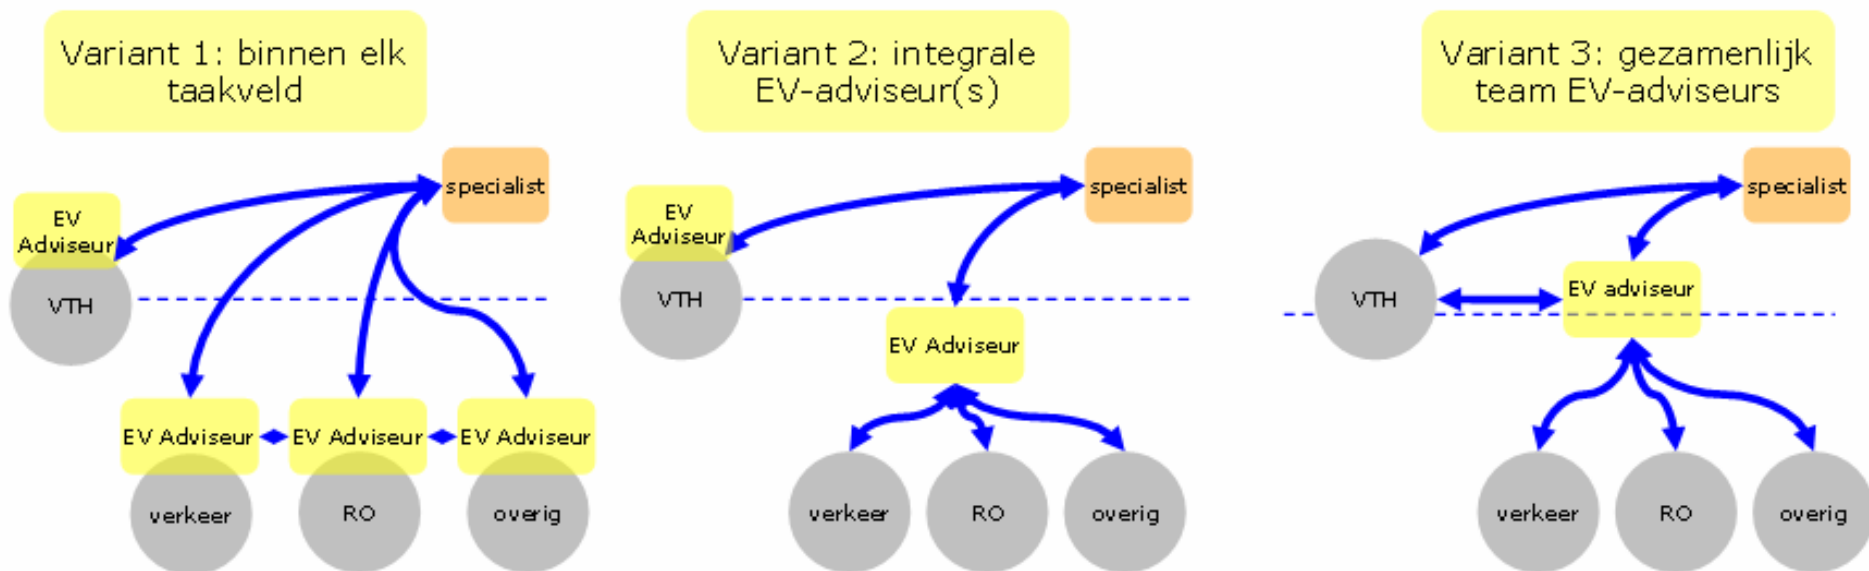 Variant 1: binnen elk
taakveld
specialist
EV
Adviseur
VTH
EV Adviseur
EV Adviseur
EV Adviseur
verkeer
RO
overig
Variant 2: integrale
EV-adviseur(s)
specialist
EV
Adviseur
VTH
EV Adviseur
verkeer
RO
overig
Variant 3: gezamenlijk
team EV-adviseurs
specialist
VTH
EV adviseur
verkeer
RO
overig